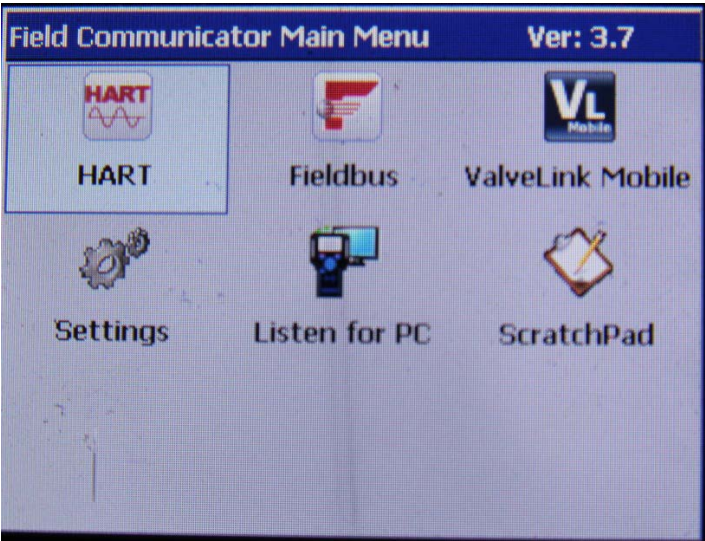 Field Communicator Main Menu Ver: 3.7
HART
VL
Mobile
HART Fieldbus ValveLink Mobile
Settings Listen for PC ScratchPad